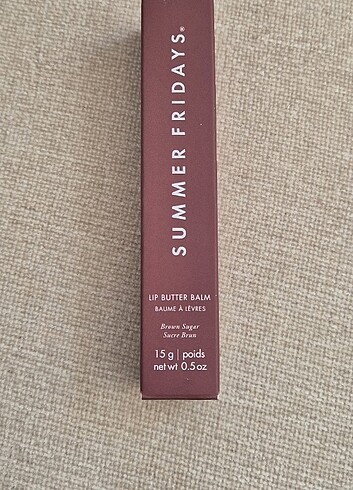 SUMMER FRIDAYS®
LIP BUTTER BALM
BAUME À LÈVRES
Brown Sugar
Sucre Brun
15 g | poids
net wt 0.5 oz